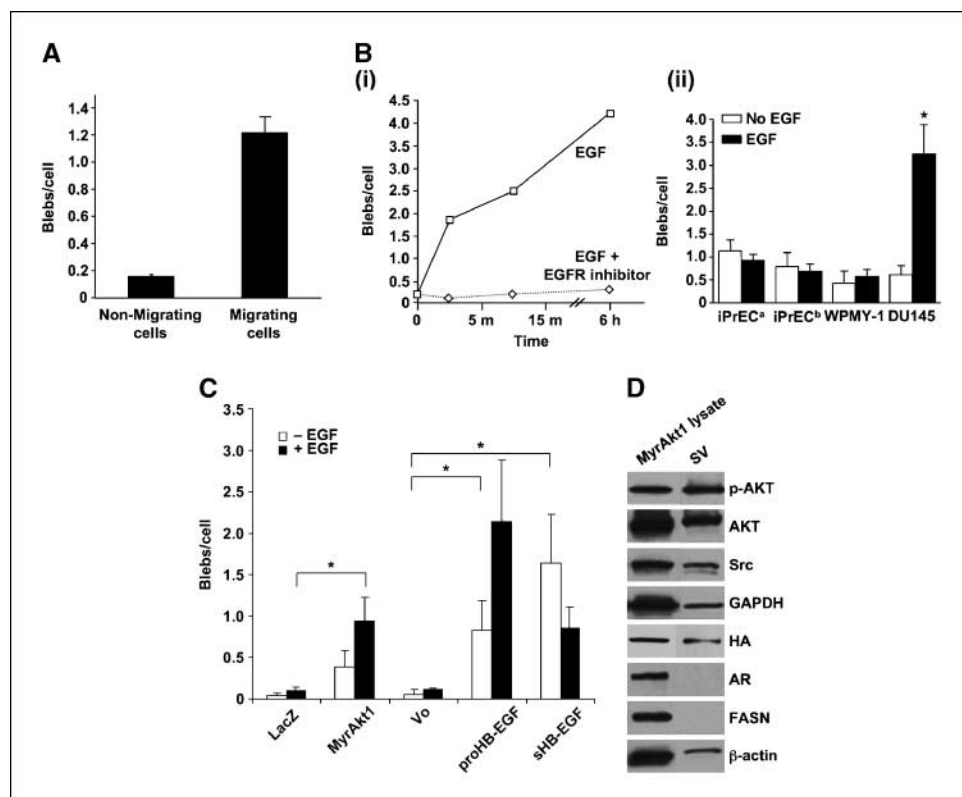 A
Blebs/cell
1.4
1.2
1.0
0.8
0.6
0.4
0.2
0
Non-Migrating cells
Migrating cells
B
(i)
Blebs/cell
4.5
4.0
3.5
3.0
2.5
2.0
1.5
1.0
0.5
0
EGF
EGF +
EGFR inhibitor
0
5 m
15 m
6 h
Time
(ii)
No EGF
EGF
*
Blebs/cell
4.0
3.5
3.0
2.5
2.0
1.5
1.0
0.5
0
iPrECᵃ
iPrECᵇ
WPMY-1
DU145
C
– EGF
+ EGF
Blebs/cell
3.5
3.0
2.5
2.0
1.5
1.0
0.5
0
*
*
*
LacZ
MyrAkt1
Vo
proHB-EGF
sHB-EGF
D
MyrAkt1 lysate
SV
p-AKT
AKT
Src
GAPDH
HA
AR
FASN
β-actin